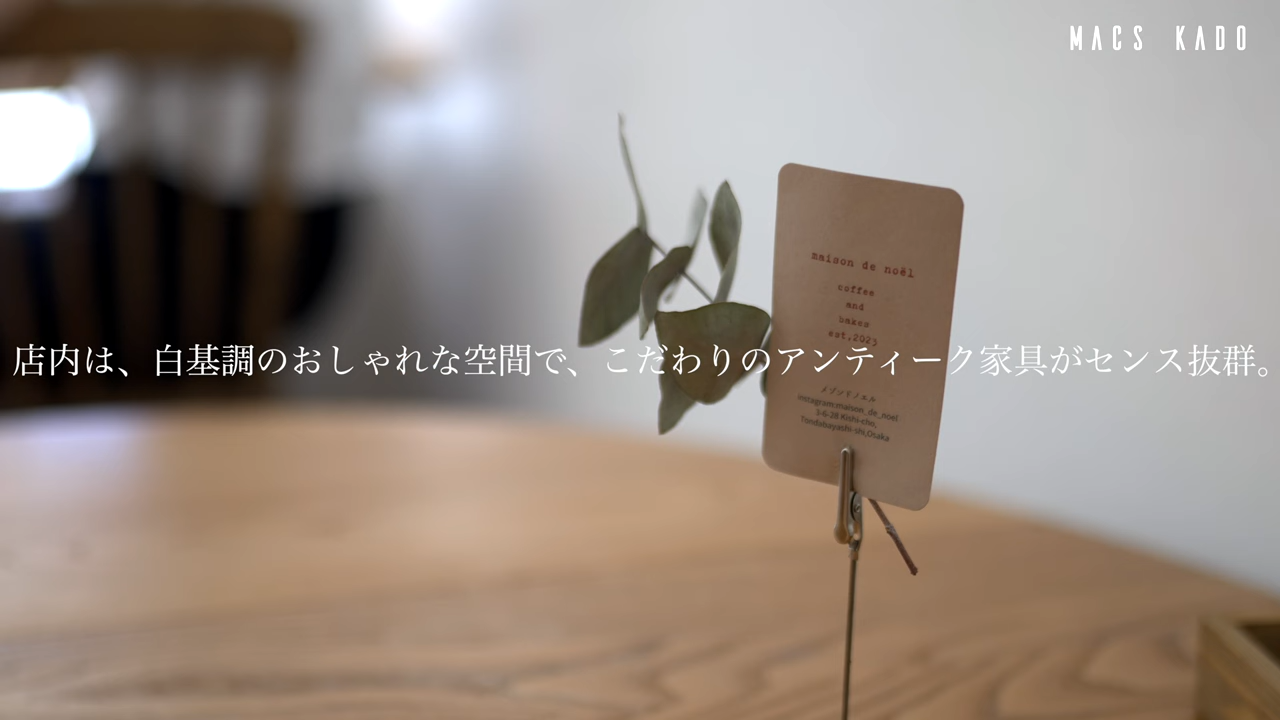 MACS KADO
maison de noël
coffee
and
bakes
est,2023
店内は、白基調のおしゃれな空間で、こだわりのアンティーク家具がセンス抜群。
メゾンドノエル
Instagram:maison_de_noel
3-6-28 Kishi-cho,
Tondabayashi-shi,Osaka